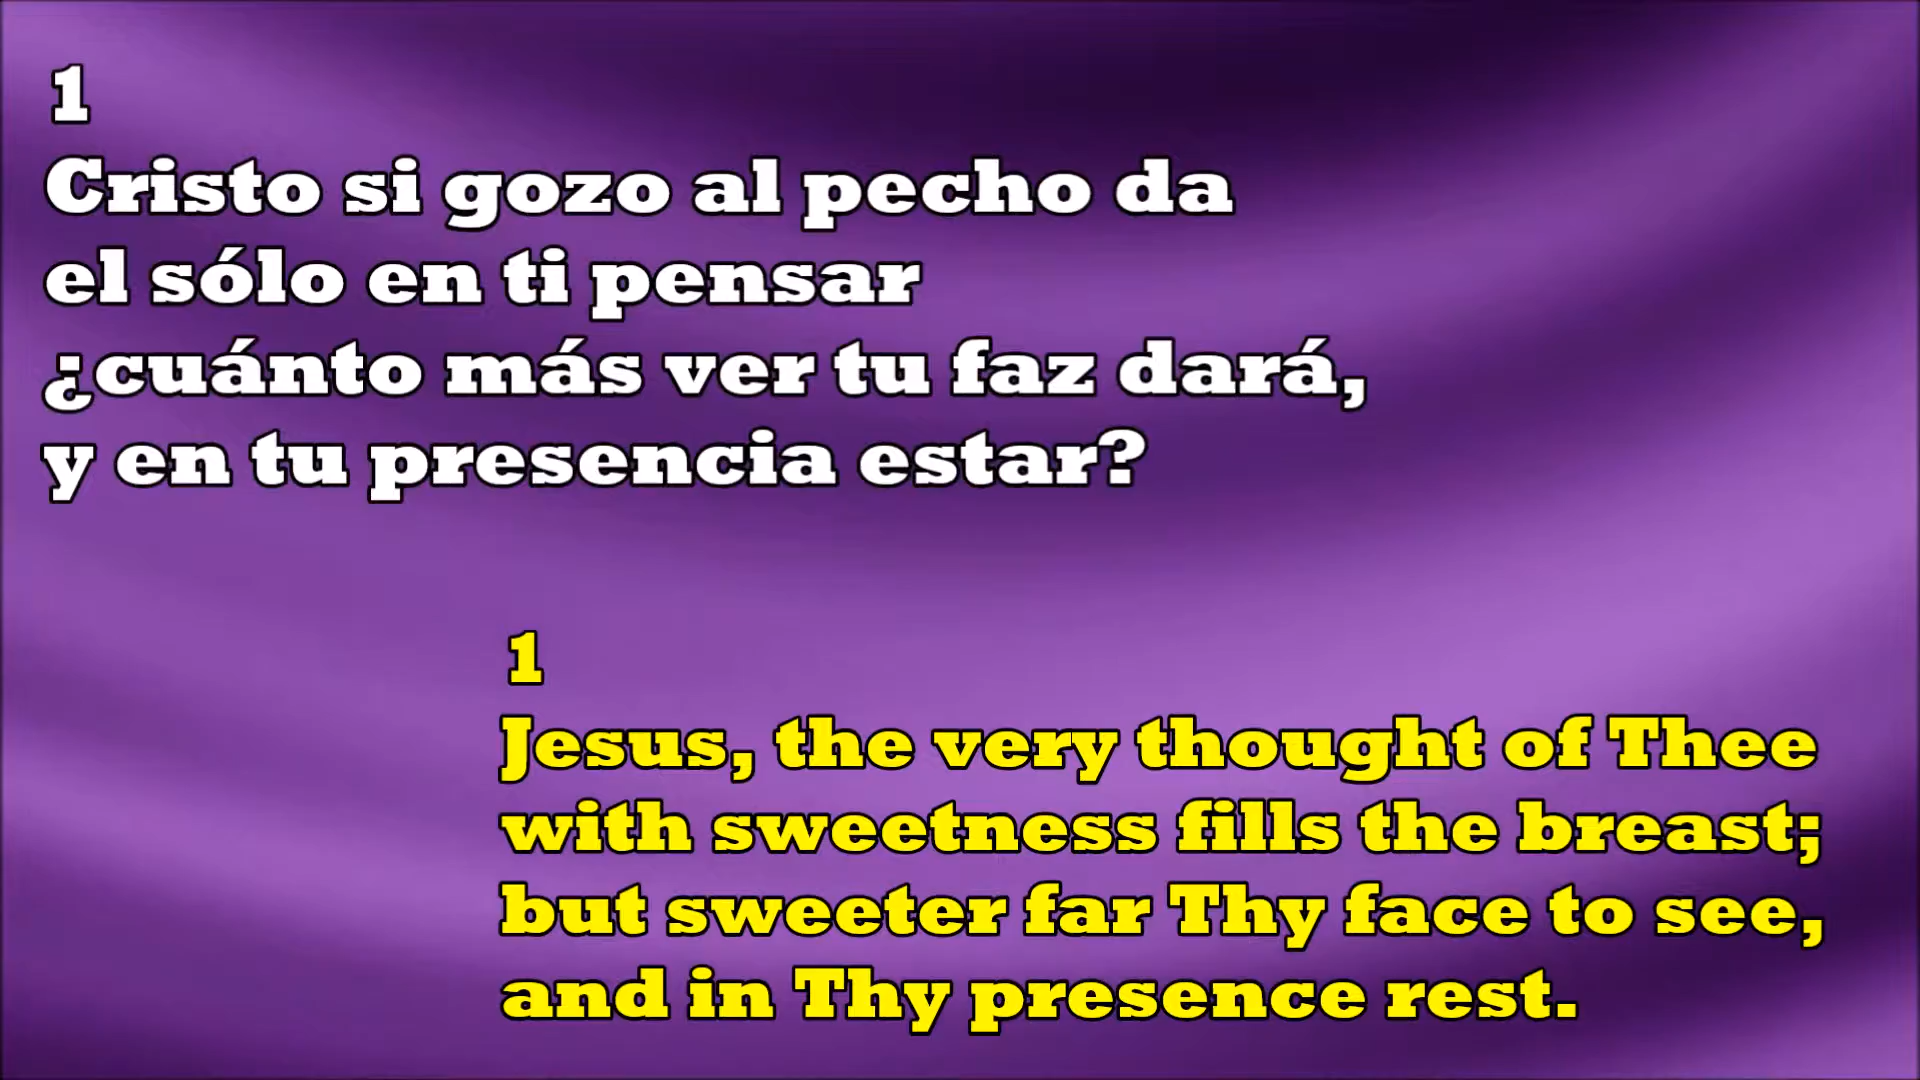 1
Cristo si gozo al pecho da
el sólo en ti pensar
¿cuánto más ver tu faz dará,
y en tu presencia estar?
1
Jesus, the very thought of Thee
with sweetness fills the breast;
but sweeter far Thy face to see,
and in Thy presence rest.